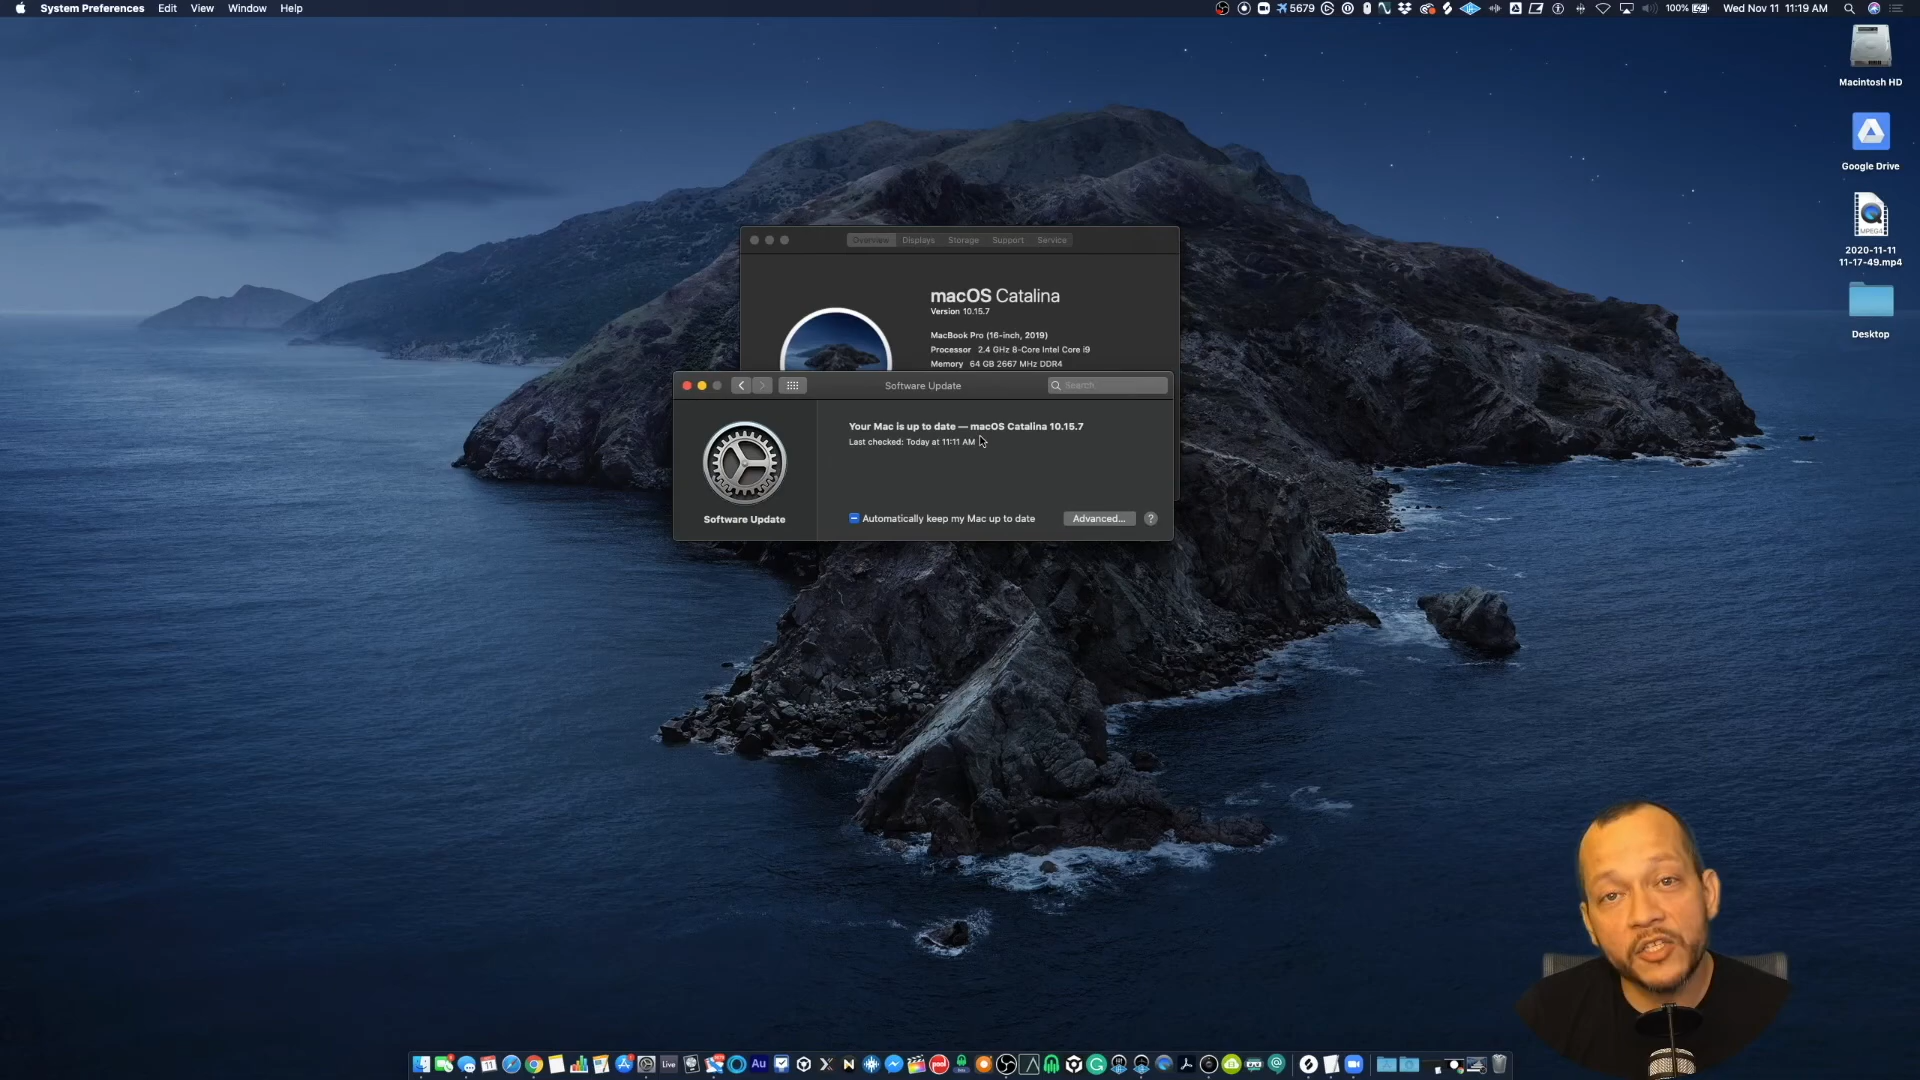 System Preferences Edit View Window Help
5679 100% Wed Nov 11 11:19 AM
Macintosh HD
Google Drive
MPEG4
2020-11-11
11-17-49.mp4
Desktop
Overview Displays Storage Support Service
macOS Catalina
Version 10.15.7
MacBook Pro (16-inch, 2019)
Processor 2.4 GHz 8-Core Intel Core i9
Memory 64 GB 2667 MHz DDR4
Software Update
Search
Your Mac is up to date — macOS Catalina 10.15.7
Last checked: Today at 11:11 AM
Software Update
Automatically keep my Mac up to date
Advanced...
?
Live
Au